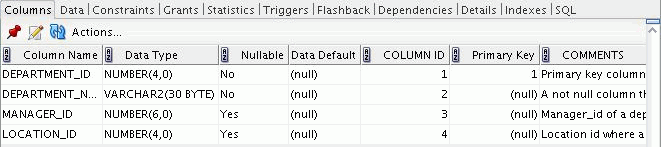 Columns Data Constraints Grants Statistics Triggers Flashback Dependencies Details Indexes SQL
Actions...
Column Name Data Type Nullable Data Default COLUMN ID Primary Key COMMENTS
DEPARTMENT_ID NUMBER(4,0) No (null) 1 1 Primary key column
DEPARTMENT_N... VARCHAR2(30 BYTE) No (null) 2 (null) A not null column th
MANAGER_ID NUMBER(6,0) Yes (null) 3 (null) Manager_id of a dep
LOCATION_ID NUMBER(4,0) Yes (null) 4 (null) Location id where a